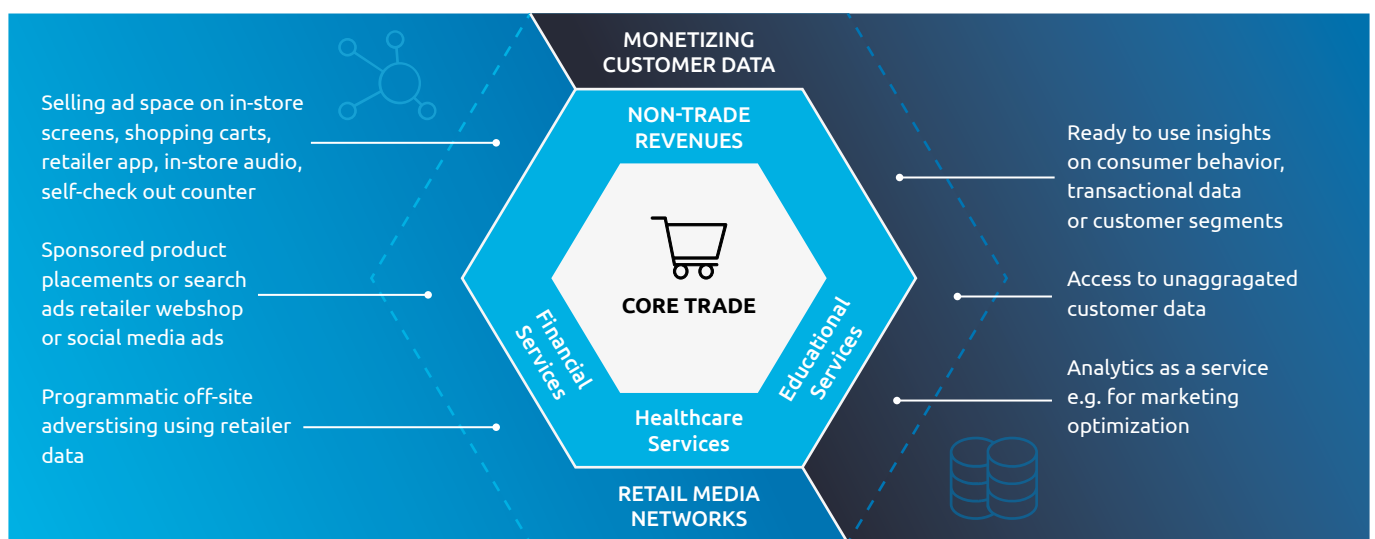 MONETIZING
CUSTOMER DATA
Selling ad space on in-store
screens, shopping carts,
retailer app, in-store audio,
self-check out counter
Sponsored product
placements or search
ads retailer webshop
or social media ads
Programmatic off-site
adverstising using retailer
data
NON-TRADE
REVENUES
CORE TRADE
Financial
Services
Educational
Services
Healthcare
Services
RETAIL MEDIA
NETWORKS
Ready to use insights
on consumer behavior,
transactional data
or customer segments
Access to unaggragated
customer data
Analytics as a service
e.g. for marketing
optimization